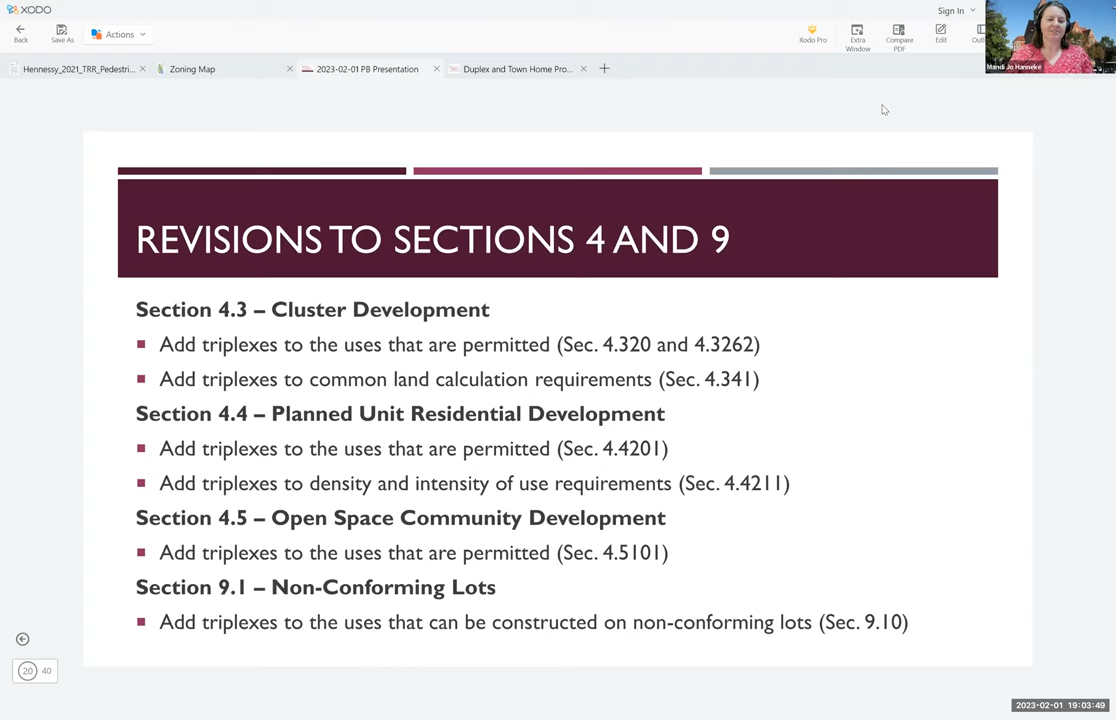 XODO
Sign In
Back
Save As
Actions
Xodo Pro
Extra Window
Compare PDF
Edit
Mandi Jo Hanneke
Hennessy_2021_TRR_Pedestri...
Zoning Map
2023-02-01 PB Presentation
Duplex and Town Home Pro...
REVISIONS TO SECTIONS 4 AND 9
Section 4.3 – Cluster Development
Add triplexes to the uses that are permitted (Sec. 4.320 and 4.3262)
Add triplexes to common land calculation requirements (Sec. 4.341)
Section 4.4 – Planned Unit Residential Development
Add triplexes to the uses that are permitted (Sec. 4.4201)
Add triplexes to density and intensity of use requirements (Sec. 4.4211)
Section 4.5 – Open Space Community Development
Add triplexes to the uses that are permitted (Sec. 4.5101)
Section 9.1 – Non-Conforming Lots
Add triplexes to the uses that can be constructed on non-conforming lots (Sec. 9.10)
20 40
2023-02-01 19:03:49